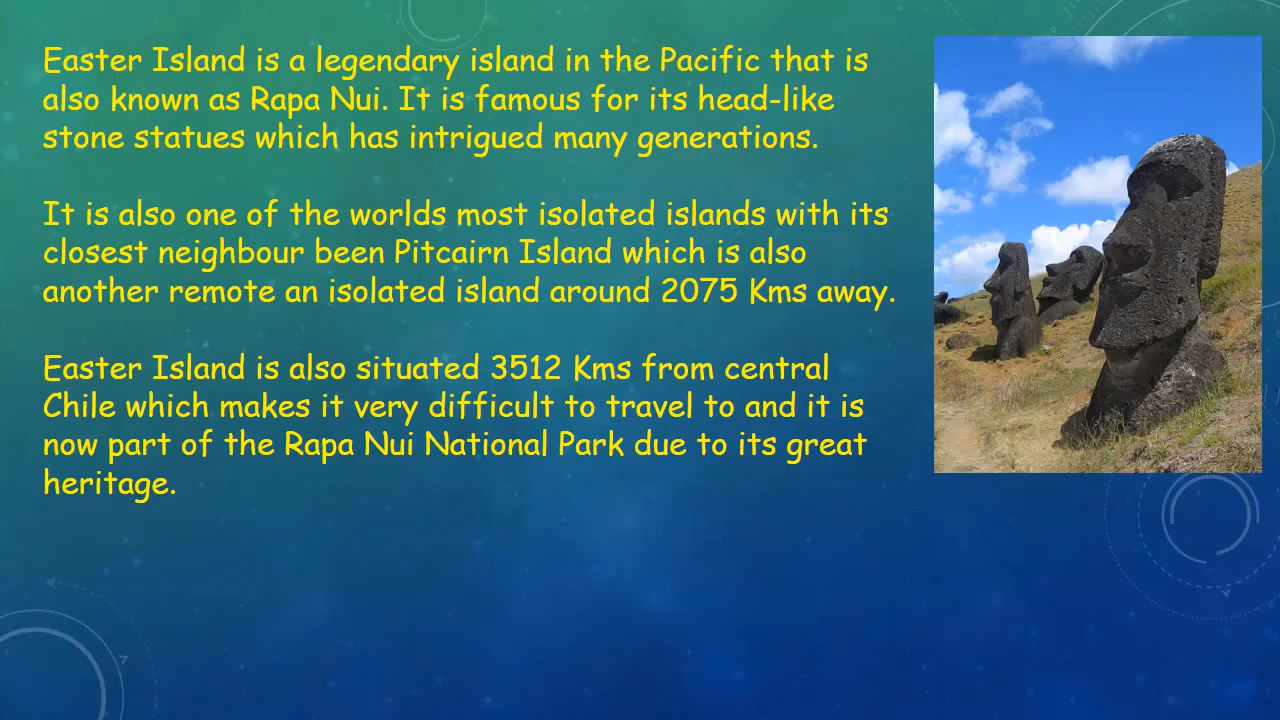 Easter Island is a legendary island in the Pacific that is
also known as Rapa Nui. It is famous for its head-like
stone statues which has intrigued many generations.
It is also one of the worlds most isolated islands with its
closest neighbour been Pitcairn Island which is also
another remote an isolated island around 2075 Kms away.
Easter Island is also situated 3512 Kms from central
Chile which makes it very difficult to travel to and it is
now part of the Rapa Nui National Park due to its great
heritage.